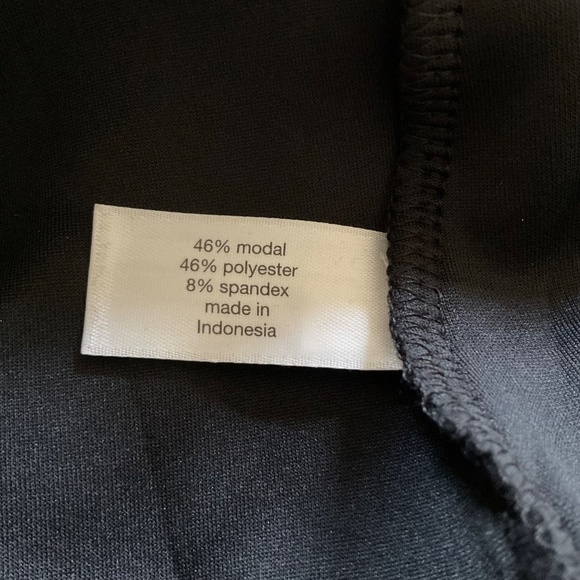 46% modal
46% polyester
8% spandex
made in
Indonesia